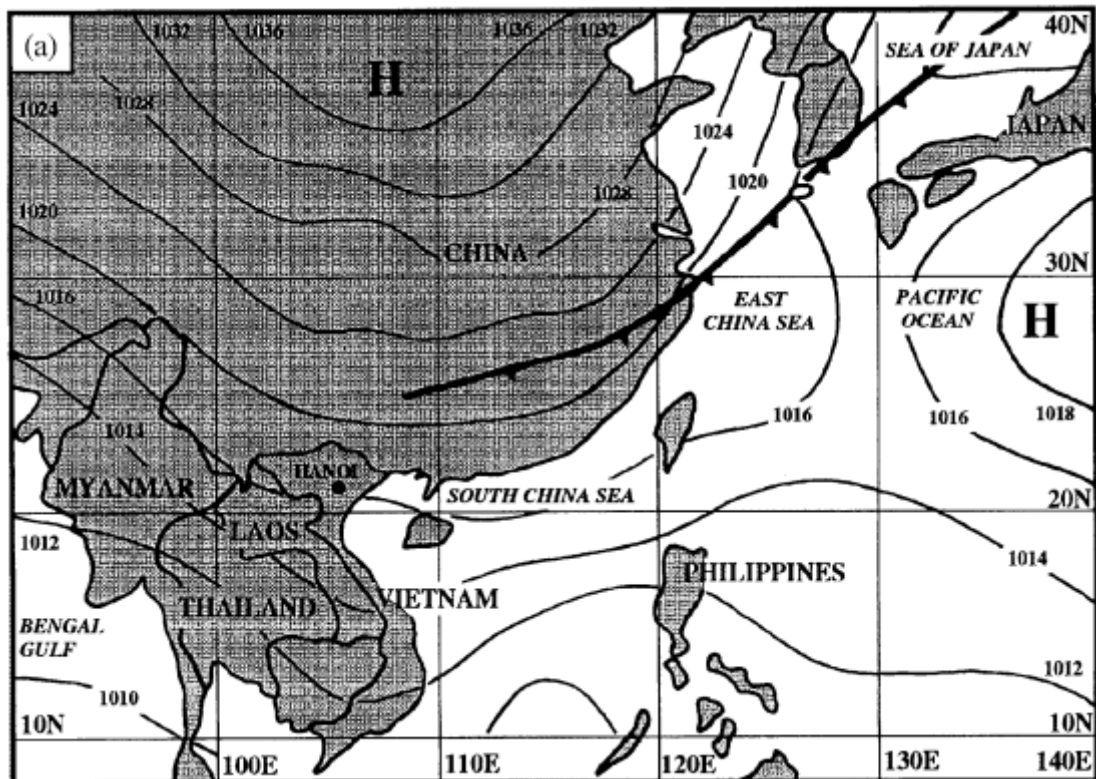 (a)
1032
1036
1036
1032
40N
SEA OF JAPAN
H
1028
1024
1024
JAPAN
1020
1028
1020
CHINA
30N
1016
EAST
CHINA SEA
PACIFIC
OCEAN
H
1014
1016
1016
1018
HANOI
MYANMAR
SOUTH CHINA SEA
20N
LAOS
1012
1014
PHILIPPINES
THAILAND
VIETNAM
BENGAL
GULF
1012
1010
10N
10N
100E
110E
120E
130E
140E